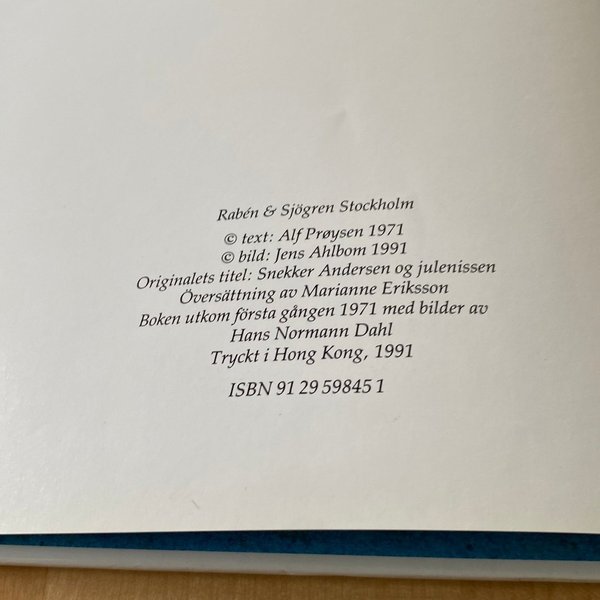 Rabén & Sjögren Stockholm
© text: Alf Prøysen 1971
© bild: Jens Ahlbom 1991
Originalets titel: Snekker Andersen og julenissen
Översättning av Marianne Eriksson
Boken utkom första gången 1971 med bilder av
Hans Normann Dahl
Tryckt i Hong Kong, 1991
ISBN 91 29 59845 1